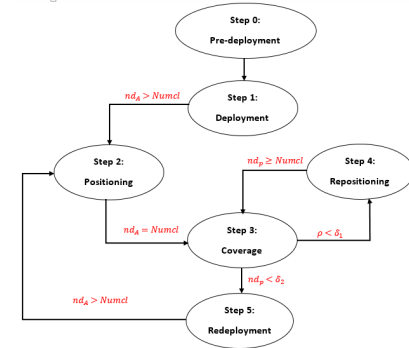 Step 0:
Pre-deployment
nd_A > Numcl
Step 1:
Deployment
Step 2:
Positioning
nd_p ≥ Numcl
Step 4:
Repositioning
nd_A = Numcl
Step 3:
Coverage
ρ < δ_1
nd_p < δ_2
nd_A > Numcl
Step 5:
Redeployment